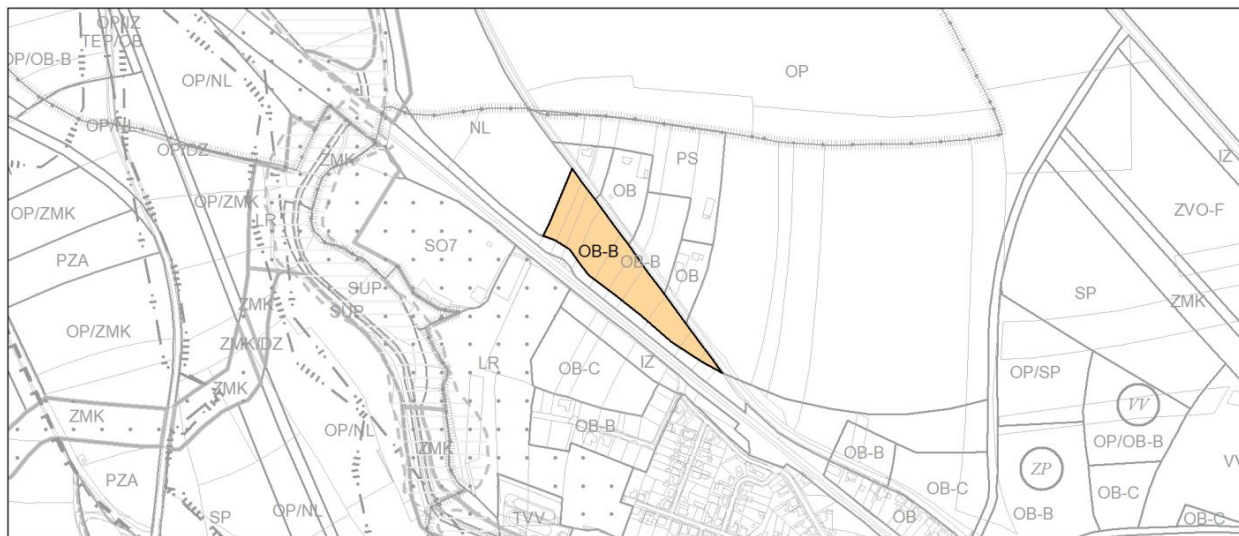 OP/IZ
TEP/OB
OP/OB-B
OP/NL
OP
OP/NL
NL
OP/DZ
ZMK
PS
IZ
OB
OP/ZMK
OP/ZMK
LR
ZVO-F
PZA
SO7
OB-B
OB-B
OB
SUP
SUP
SP
ZMK
ZMK
OP/ZMK
ZMK/DZ
LR
IZ
OB-C
OP/SP
ZMK
VV
ZMK
OP/NL
OB-B
OP/OB-B
ZMK
OB-B
ZP
VV
PZA
OB-C
OB-C
SP
OP/NL
TVV
OB
OB-B
OB-C